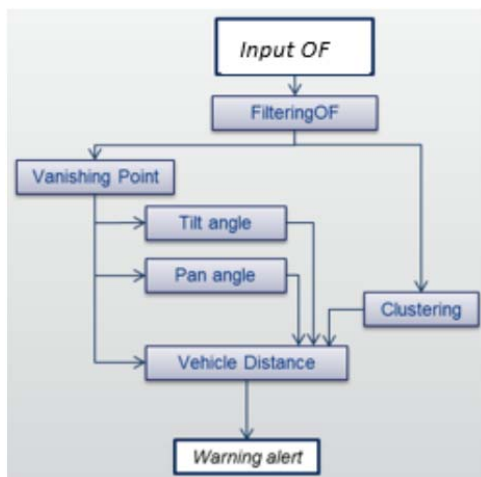 Input OF
FilteringOF
Vanishing Point
Tilt angle
Pan angle
Clustering
Vehicle Distance
Warning alert